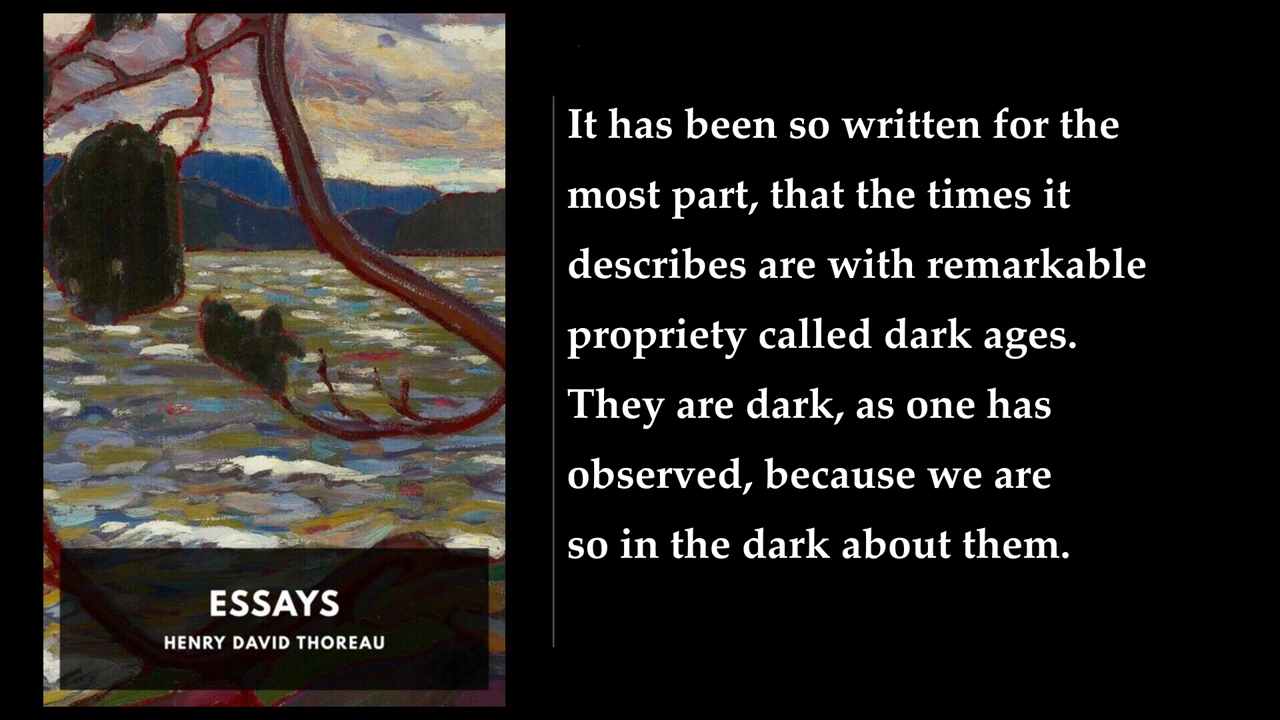 ESSAYS
HENRY DAVID THOREAU
It has been so written for the
most part, that the times it
describes are with remarkable
propriety called dark ages.
They are dark, as one has
observed, because we are
so in the dark about them.